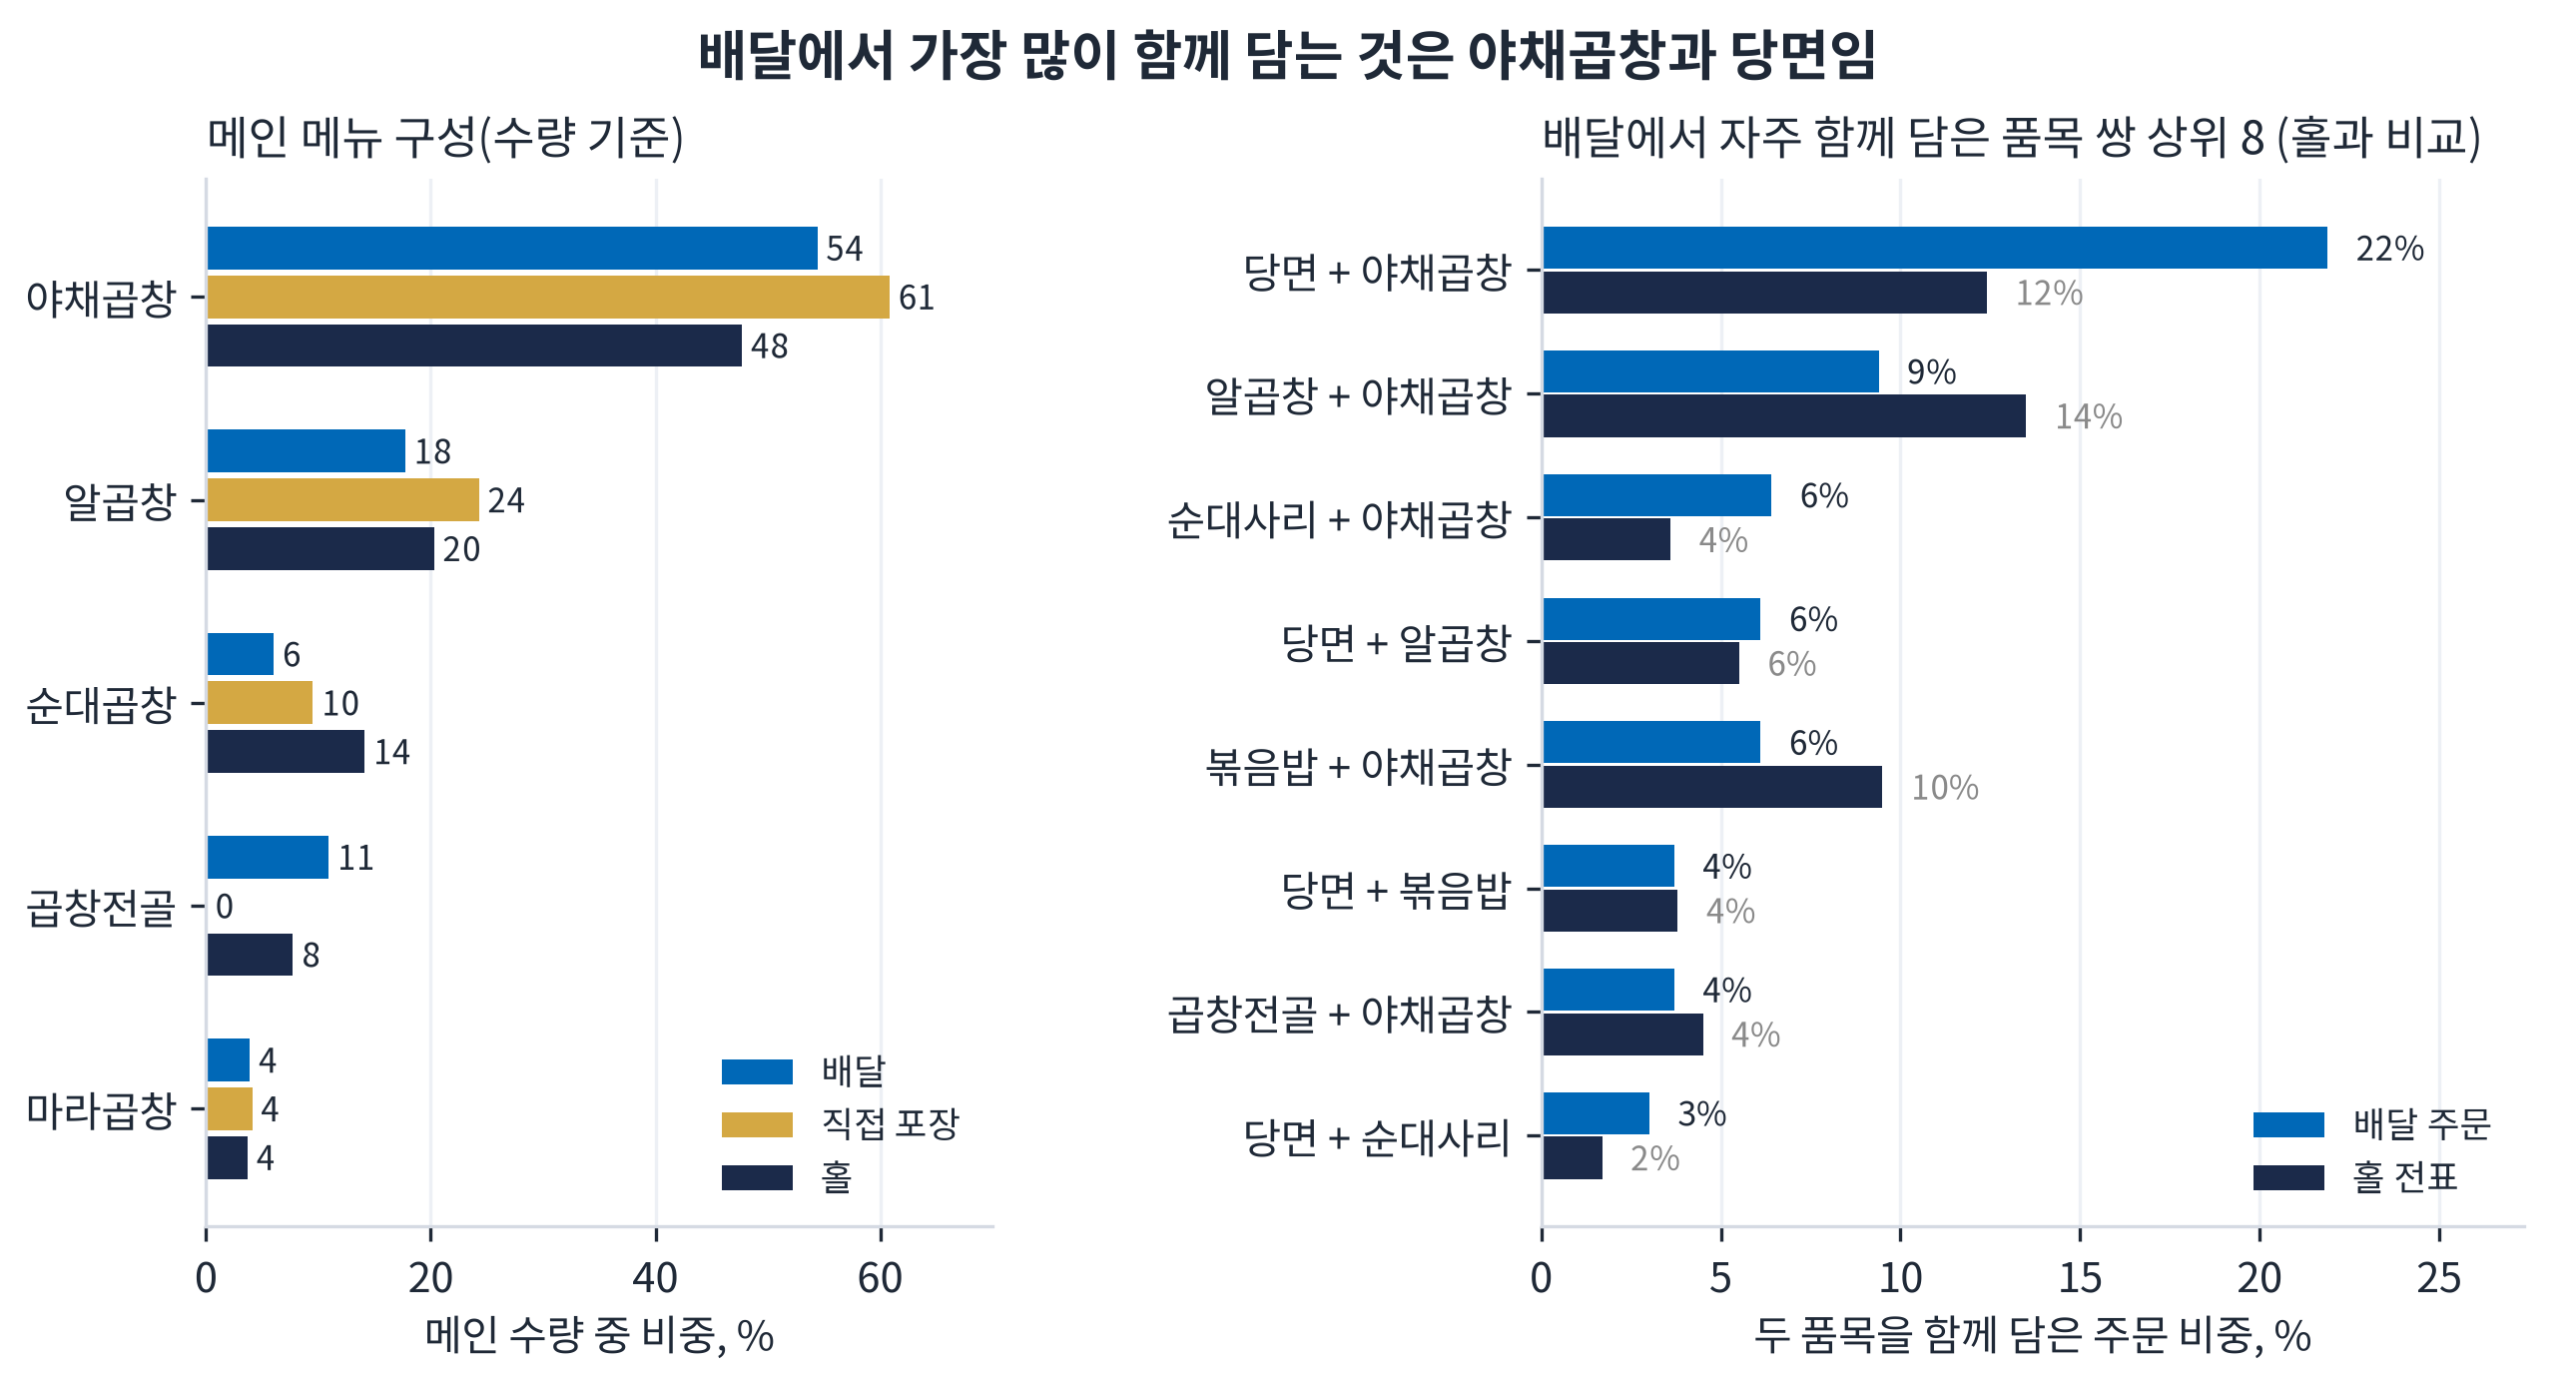 배달에서 가장 많이 함께 담는 것은 야채곱창과 당면임
메인 메뉴 구성(수량 기준)
야채곱창
54
61
48
알곱창
18
24
20
순대곱창
6
10
14
곱창전골
11
0
8
마라곱창
4
4
4
배달
직접 포장
홀
0 20 40 60
메인 수량 중 비중, %
배달에서 자주 함께 담은 품목 쌍 상위 8 (홀과 비교)
당면 + 야채곱창
22%
12%
알곱창 + 야채곱창
9%
14%
순대사리 + 야채곱창
6%
4%
당면 + 알곱창
6%
6%
볶음밥 + 야채곱창
6%
10%
당면 + 볶음밥
4%
4%
곱창전골 + 야채곱창
4%
4%
당면 + 순대사리
3%
2%
배달 주문
홀 전표
0 5 10 15 20 25
두 품목을 함께 담은 주문 비중, %